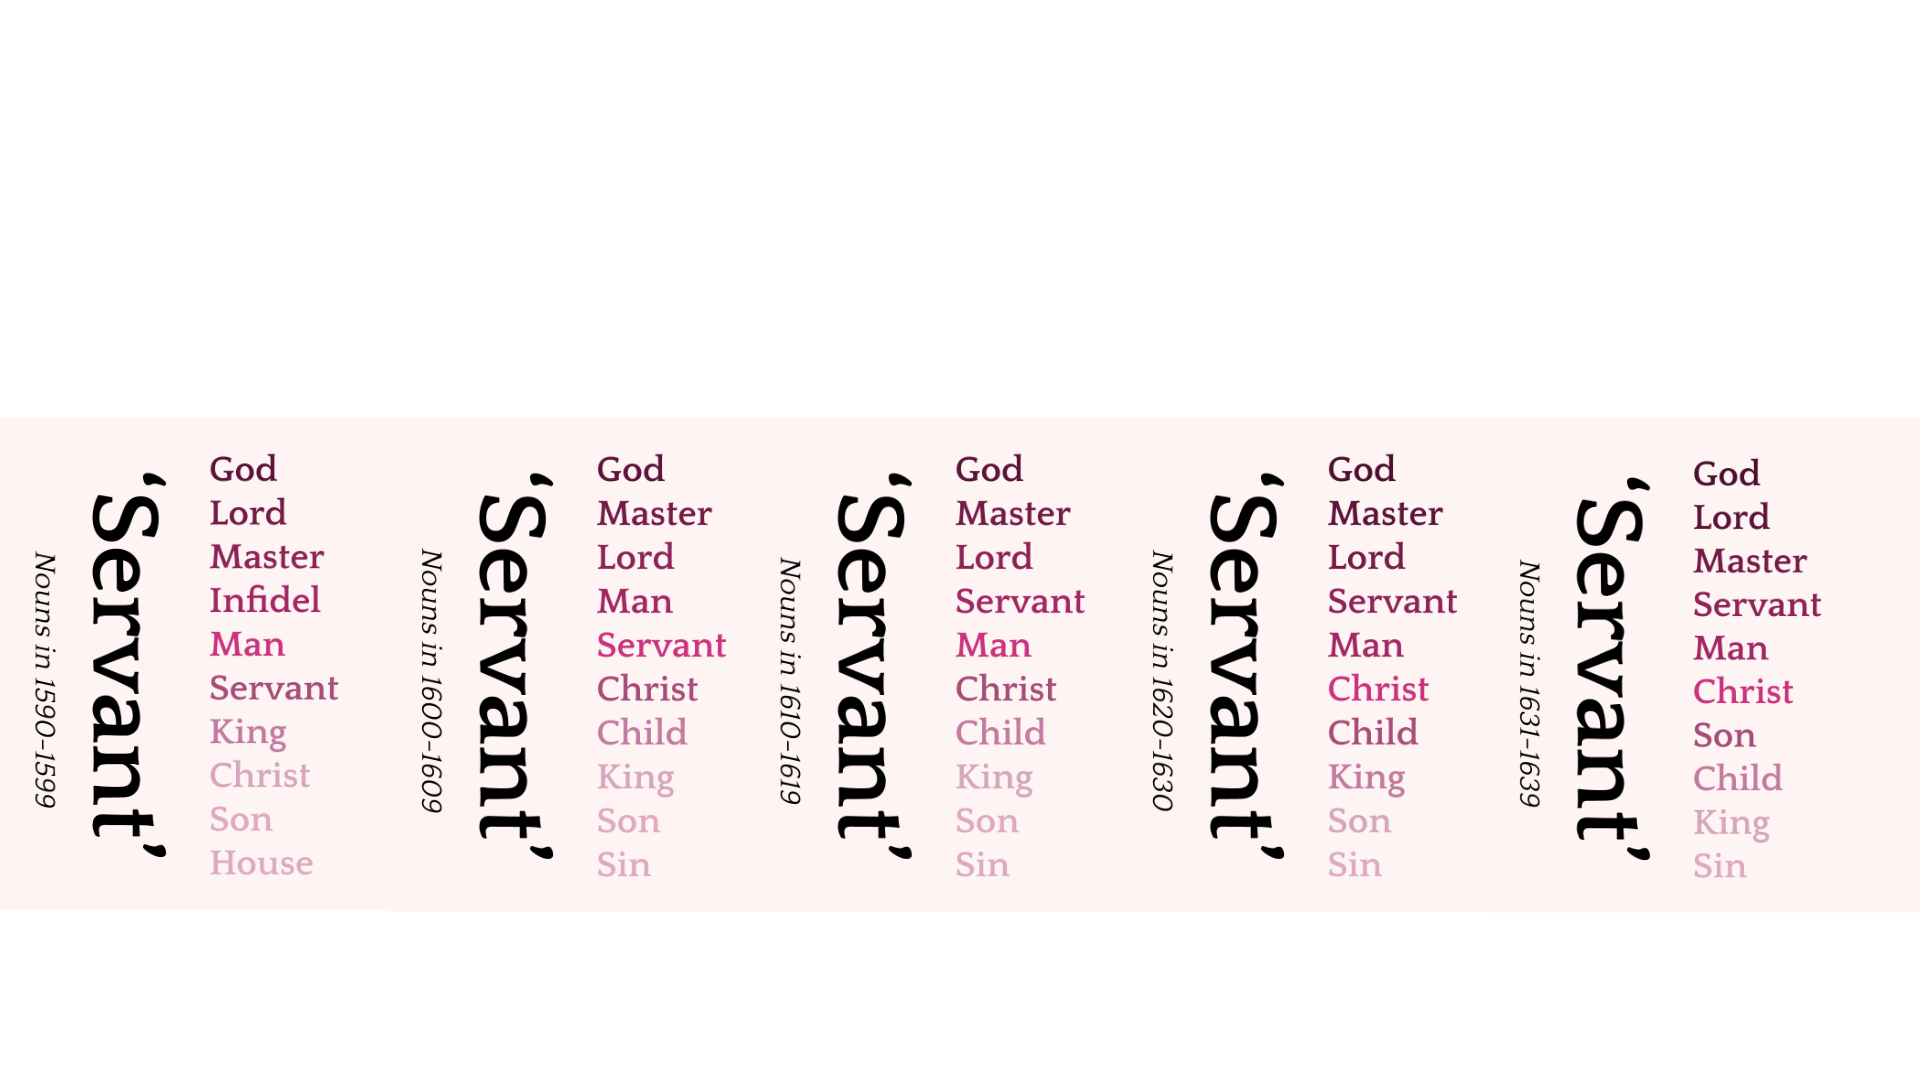 Nouns in 1590-1599
‘Servant’
God
Lord
Master
Infidel
Man
Servant
King
Christ
Son
House
Nouns in 1600-1609
‘Servant’
God
Master
Lord
Man
Servant
Christ
Child
King
Son
Sin
Nouns in 1610-1619
‘Servant’
God
Master
Lord
Servant
Man
Christ
Child
King
Son
Sin
Nouns in 1620-1630
‘Servant’
God
Master
Lord
Servant
Man
Christ
Child
King
Son
Sin
Nouns in 1631-1639
‘Servant’
God
Lord
Master
Servant
Man
Christ
Son
Child
King
Sin